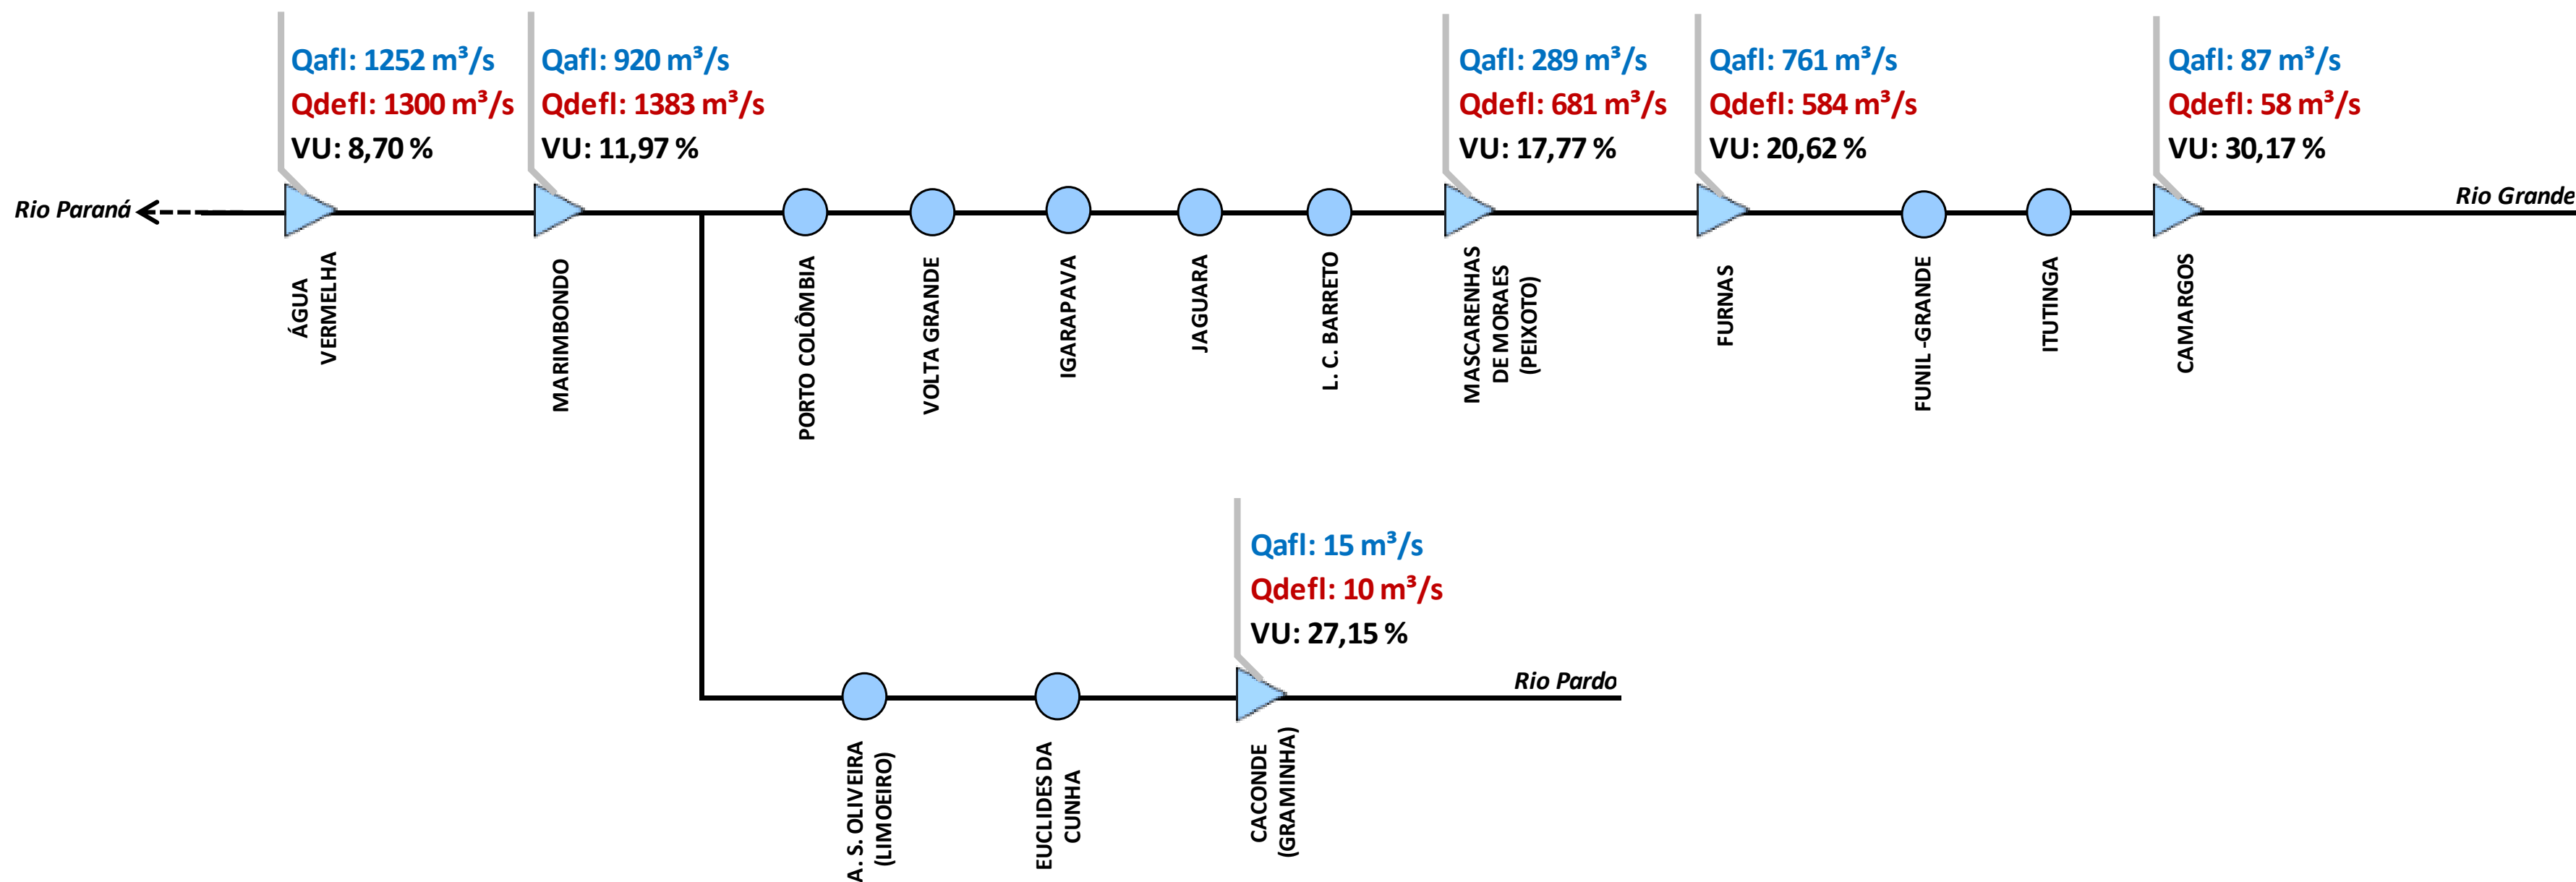 Qafl: 1252 m³/s
Qdefl: 1300 m³/s
VU: 8,70 %
Qafl: 920 m³/s
Qdefl: 1383 m³/s
VU: 11,97 %
Qafl: 289 m³/s
Qdefl: 681 m³/s
VU: 17,77 %
Qafl: 761 m³/s
Qdefl: 584 m³/s
VU: 20,62 %
Qafl: 87 m³/s
Qdefl: 58 m³/s
VU: 30,17 %
Rio Paraná
Rio Grande
ÁGUA
VERMELHA
MARIMBONDO
PORTO COLÔMBIA
VOLTA GRANDE
IGARAPAVA
JAGUARA
L. C. BARRETO
MASCARENHAS
DE MORAES
(PEIXOTO)
FURNAS
FUNIL -GRANDE
ITUTINGA
CAMARGOS
Qafl: 15 m³/s
Qdefl: 10 m³/s
VU: 27,15 %
Rio Pardo
A. S. OLIVEIRA
(LIMOEIRO)
EUCLIDES DA
CUNHA
CACONDE
(GRAMINHA)